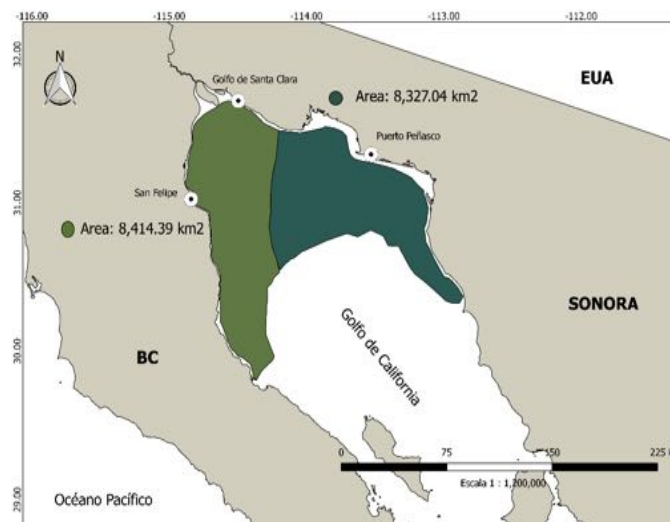 -116.00
-115.00
-114.00
-113.00
-112.00
32.00
N
Golfo de Santa Clara
EUA
Area: 8,327.04 km2
Puerto Peñasco
31.00
San Felipe
Area: 8,414.39 km2
SONORA
Golfo de California
30.00
BC
0
75
150
225
Escala 1 : 1,200,000
29.00
Océano Pacífico